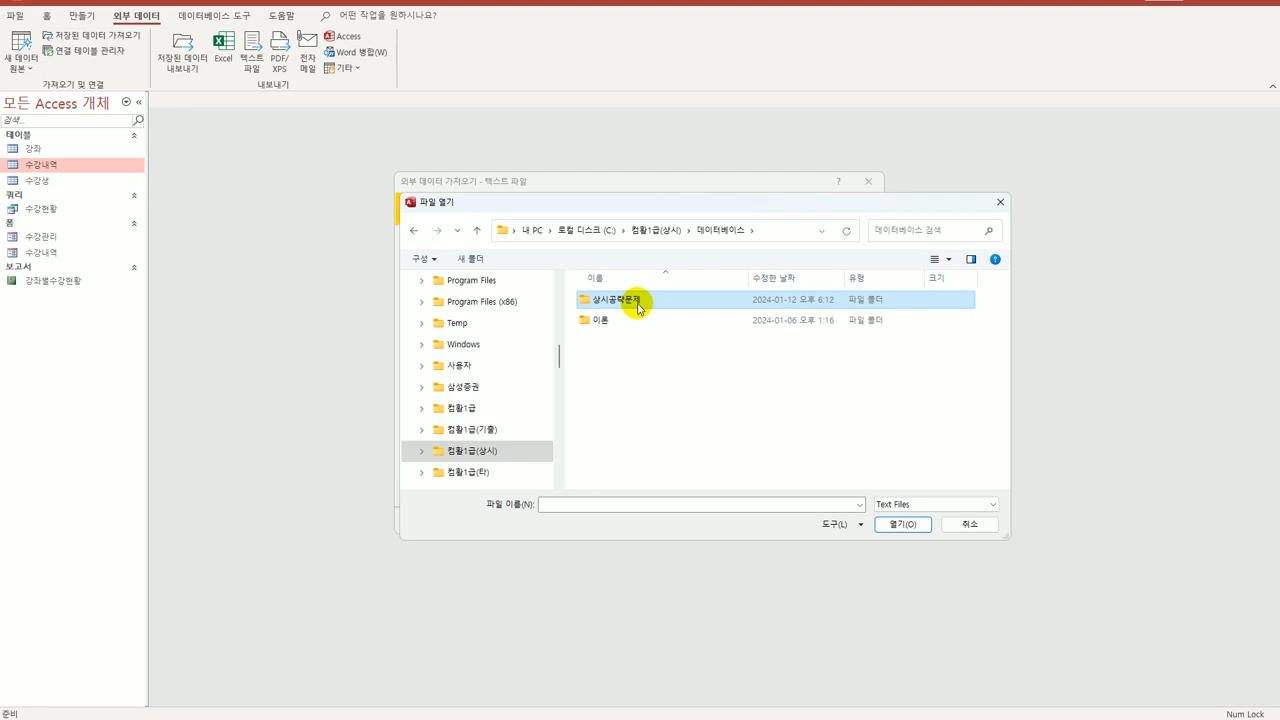 파일 홈 만들기 외부 데이터 데이터베이스 도구 도움말 어떤 작업을 원하시나요?
새 데이터 원본
저장된 데이터 가져오기
연결 테이블 관리자
가져오기 및 연결
저장된 데이터 내보내기
Excel
텍스트 파일
PDF/XPS
전자 메일
Access
Word 병합(W)
기타
내보내기
모든 Access 개체
검색...
테이블
강좌
수강내역
수강생
쿼리
수강현황
폼
수강관리
수강내역
보고서
강좌별수강현황
외부 데이터 가져오기 - 텍스트 파일 ?
파일 열기
내 PC 로컬 디스크 (C:) 컴활1급(상시) 데이터베이스
데이터베이스 검색
구성 새 폴더
이름 수정한 날짜 유형 크기
상시공략문제 2024-01-12 오후 6:12 파일 폴더
이론 2024-01-06 오후 1:16 파일 폴더
Program Files
Program Files (x86)
Temp
Windows
사용자
삼성증권
컴활1급
컴활1급(기출)
컴활1급(상시)
컴활1급(타)
파일 이름(N): Text Files
도구(L) 열기(O) 취소
준비 Num Lock